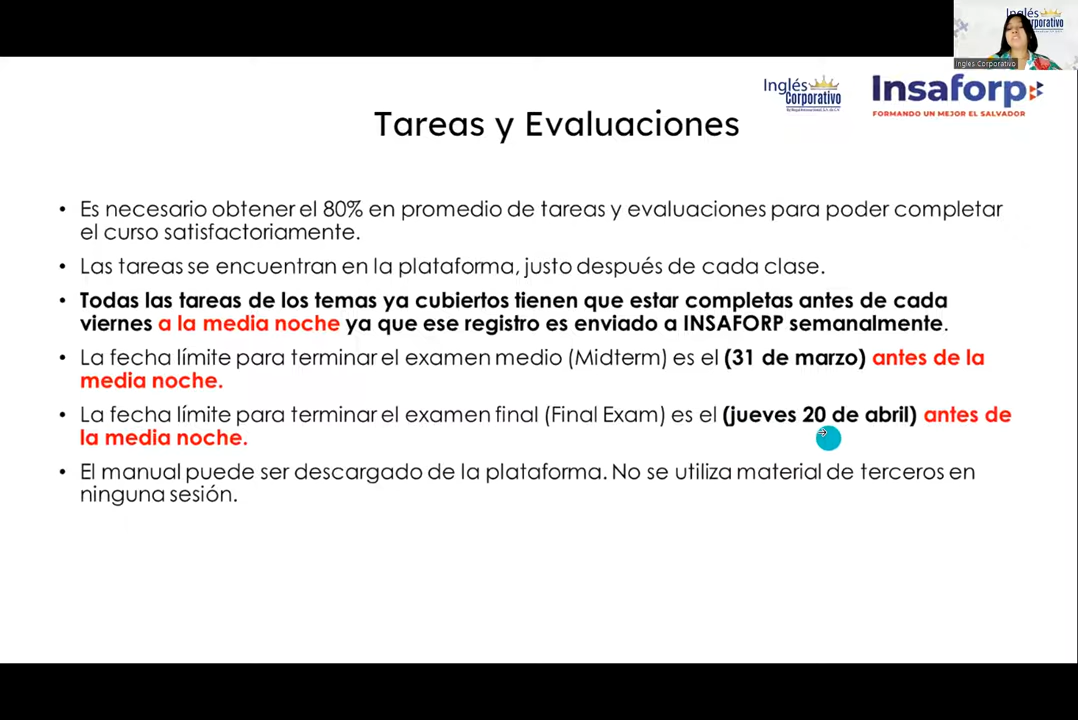 Inglés
Corporativo
Inglés Corporativo
Inglés
Corporativo
Insaforp
FORMANDO UN MEJOR EL SALVADOR
Tareas y Evaluaciones
• Es necesario obtener el 80% en promedio de tareas y evaluaciones para poder completar
el curso satisfactoriamente.
• Las tareas se encuentran en la plataforma, justo después de cada clase.
• Todas las tareas de los temas ya cubiertos tienen que estar completas antes de cada
viernes a la media noche ya que ese registro es enviado a INSAFORP semanalmente.
• La fecha límite para terminar el examen medio (Midterm) es el (31 de marzo) antes de la
media noche.
• La fecha límite para terminar el examen final (Final Exam) es el (jueves 20 de abril) antes de
la media noche.
• El manual puede ser descargado de la plataforma. No se utiliza material de terceros en
ninguna sesión.